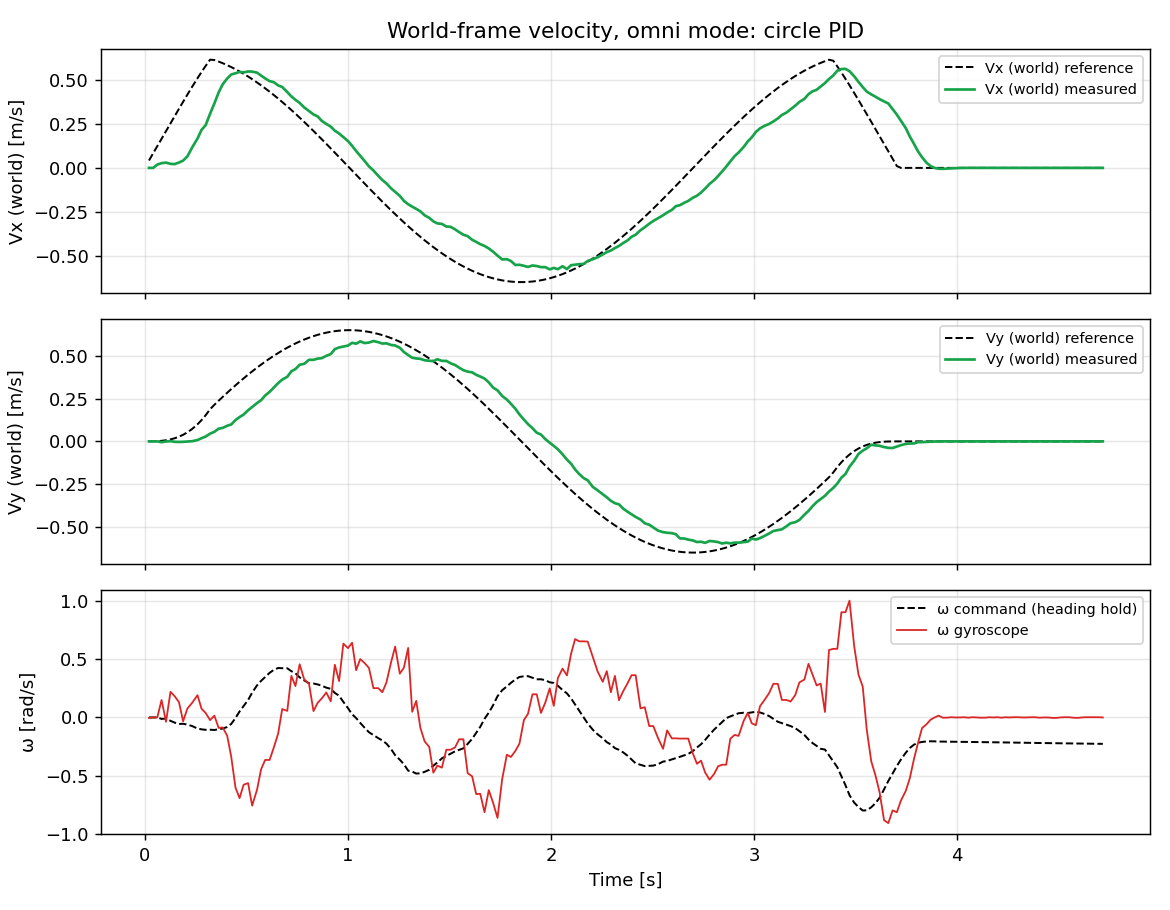 World-frame velocity, omni mode: circle PID
Vx (world) [m/s]
0.50
0.25
0.00
−0.25
−0.50
Vx (world) reference
Vx (world) measured
Vy (world) [m/s]
0.50
0.25
0.00
−0.25
−0.50
Vy (world) reference
Vy (world) measured
ω [rad/s]
1.0
0.5
0.0
−0.5
−1.0
ω command (heading hold)
ω gyroscope
0 1 2 3 4
Time [s]